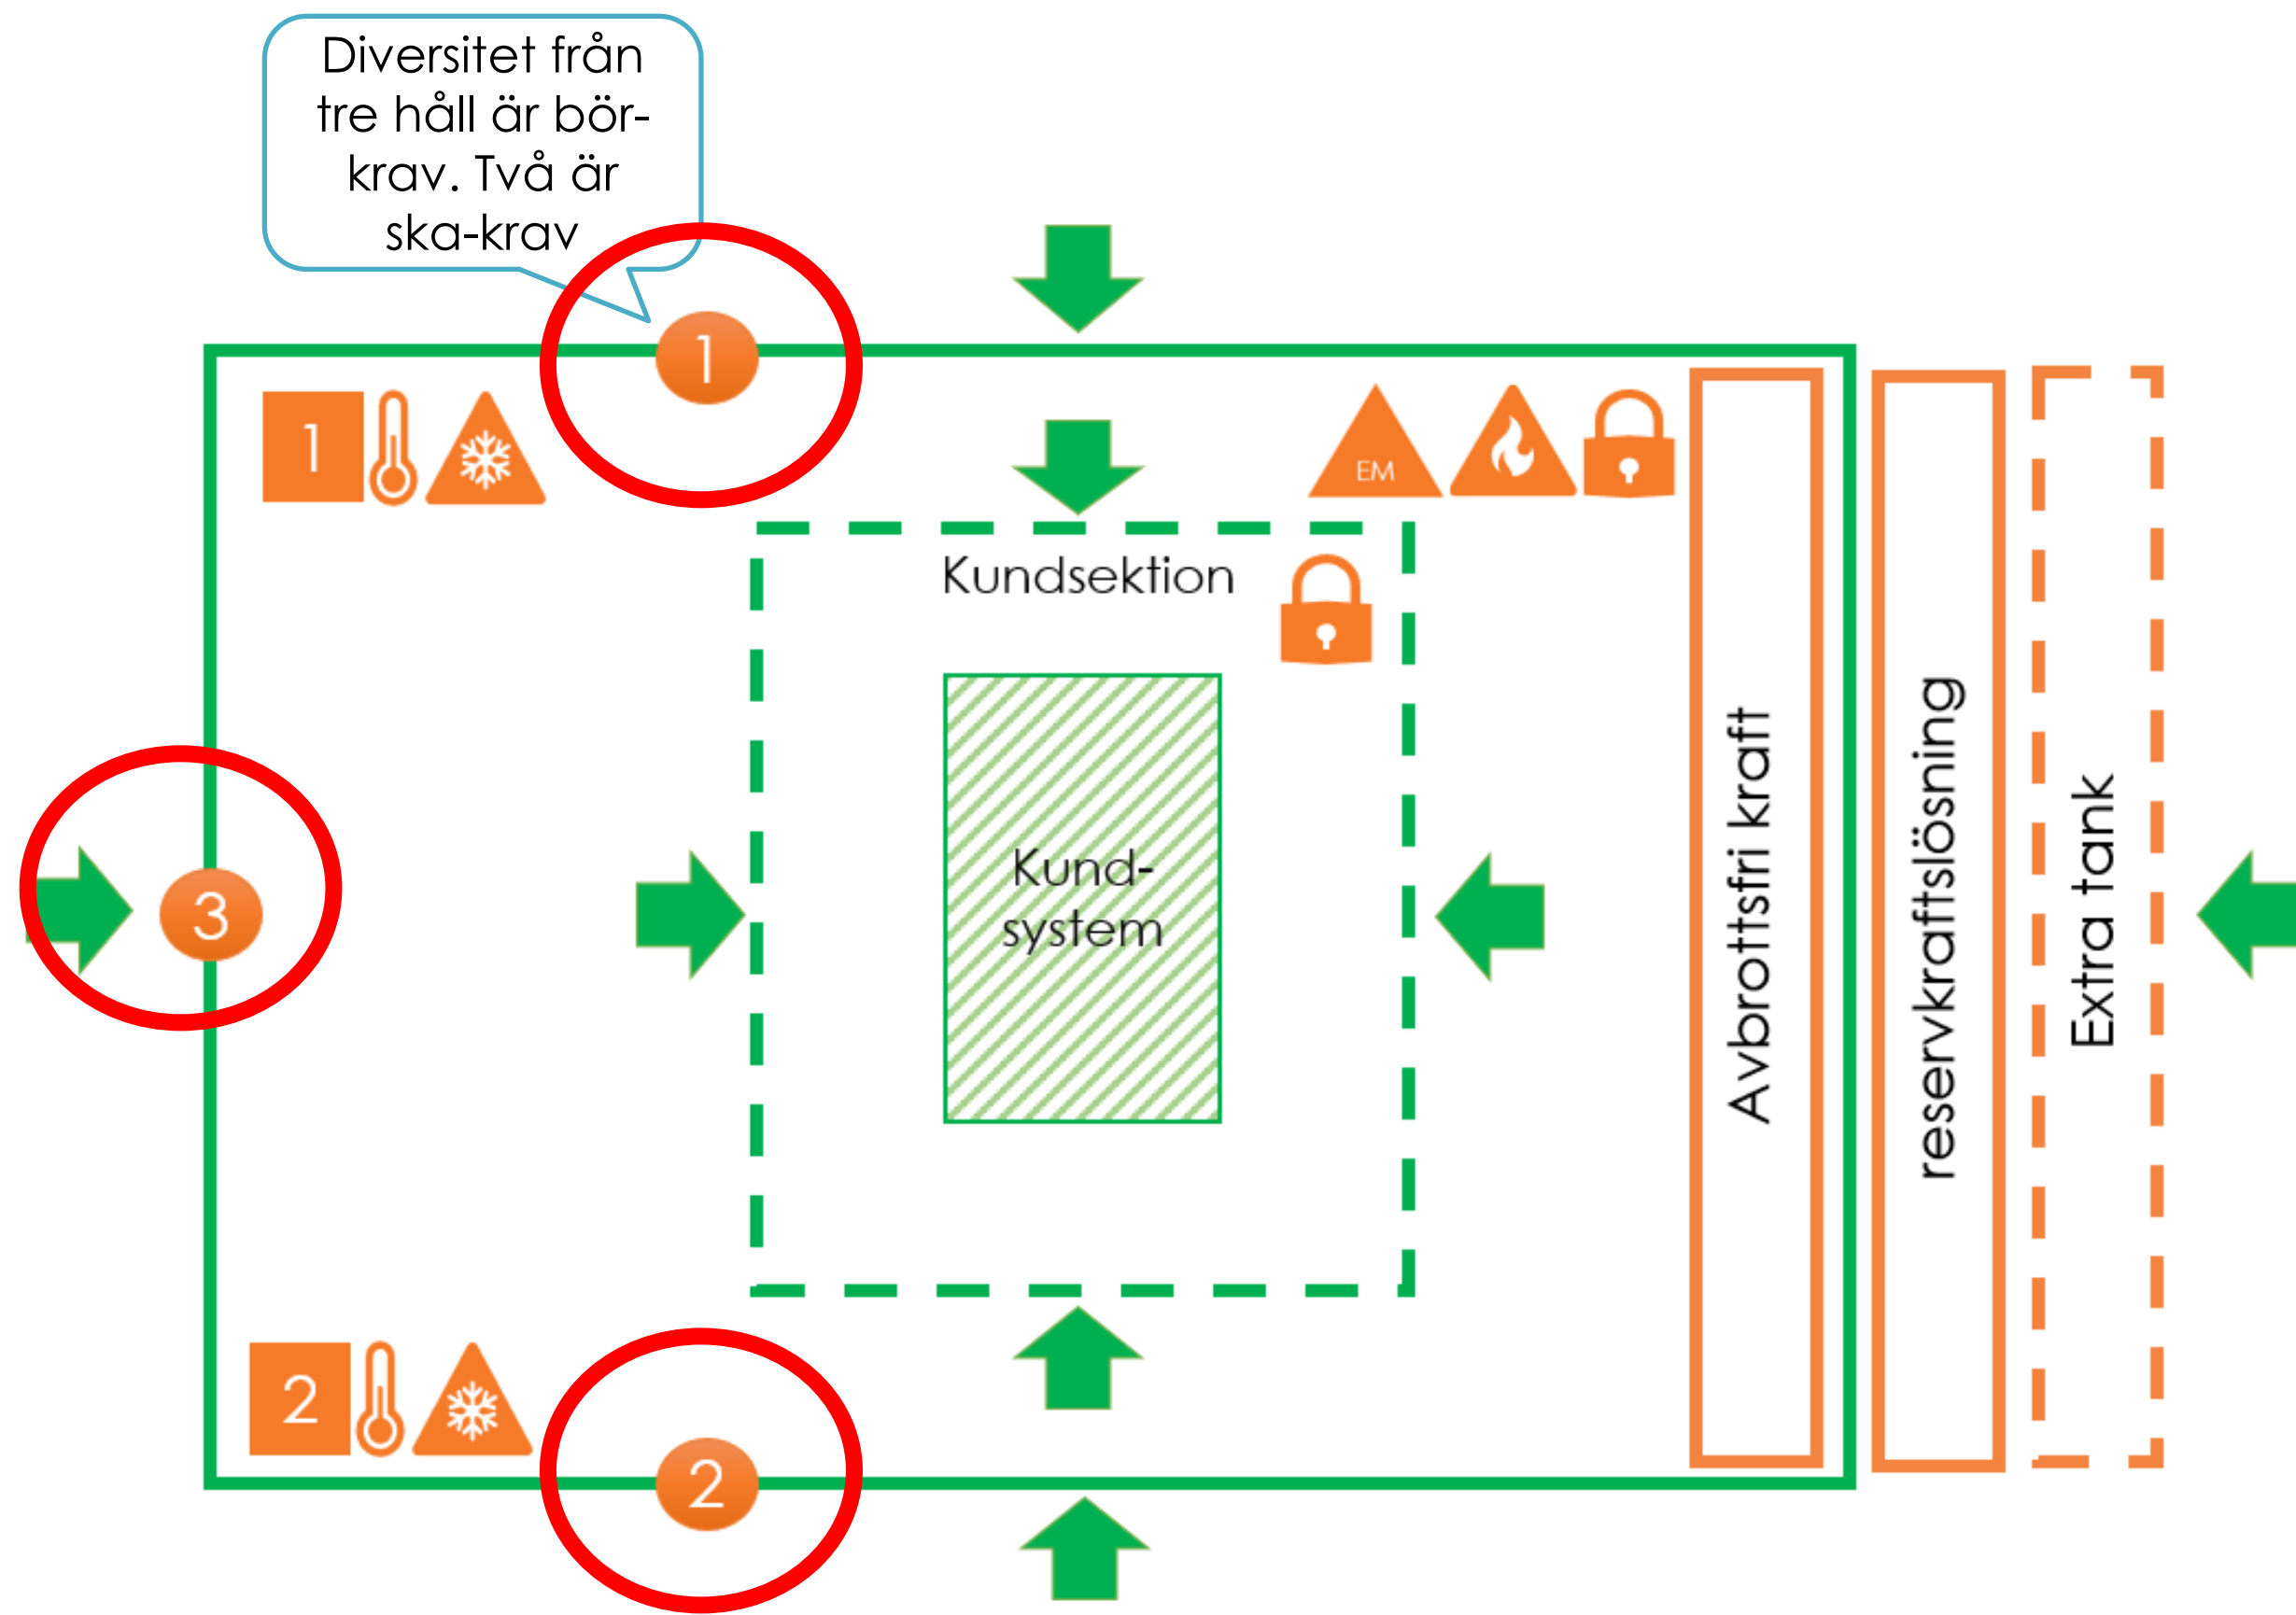 Diversitet från
tre håll är bör-
krav. Två är
ska-krav
1
1
EM
Kundsektion
Kund-
system
3
Avbrottsfri kraft
reservkraftslösning
Extra tank
2
2